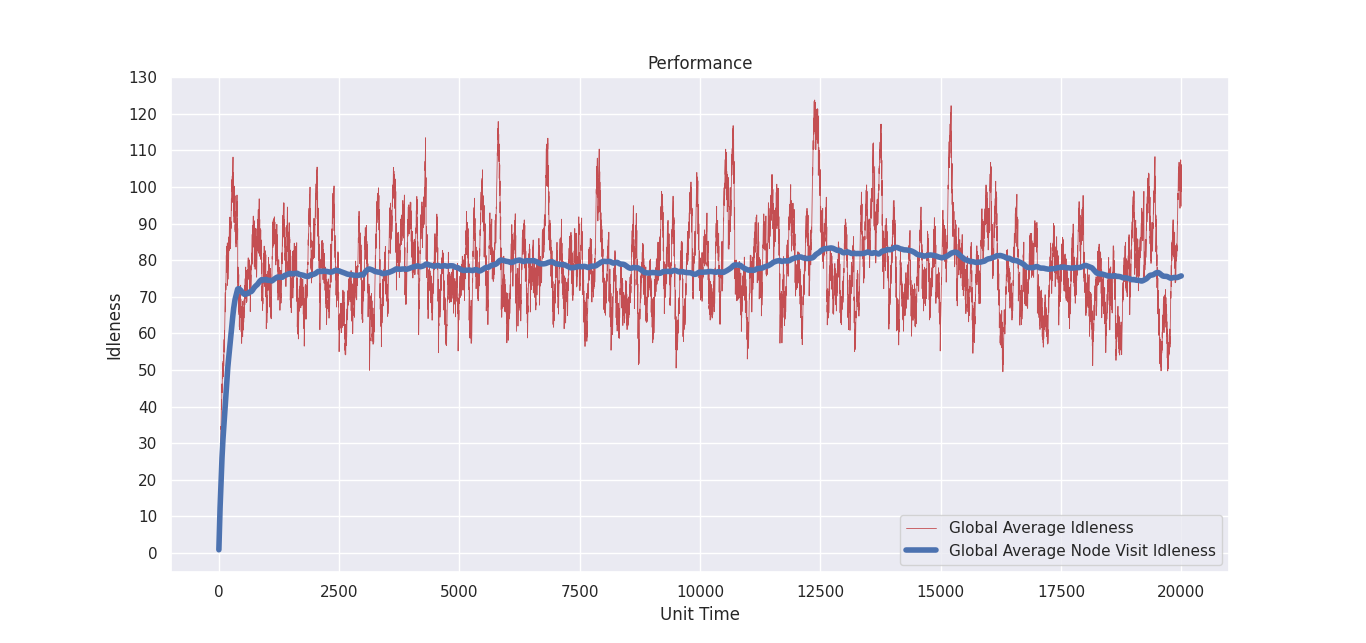 Performance
130
120
110
100
90
80
70
60
50
40
30
20
10
0
Idleness
Global Average Idleness
Global Average Node Visit Idleness
0 2500 5000 7500 10000 12500 15000 17500 20000
Unit Time